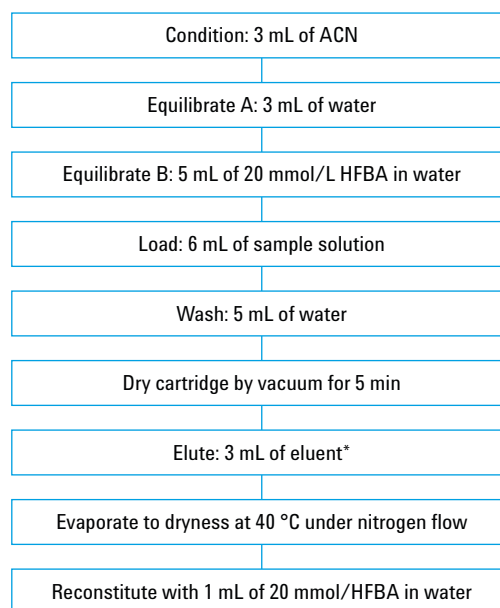 Condition: 3 mL of ACN
Equilibrate A: 3 mL of water
Equilibrate B: 5 mL of 20 mmol/L HFBA in water
Load: 6 mL of sample solution
Wash: 5 mL of water
Dry cartridge by vacuum for 5 min
Elute: 3 mL of eluent*
Evaporate to dryness at 40 °C under nitrogen flow
Reconstitute with 1 mL of 20 mmol/HFBA in water